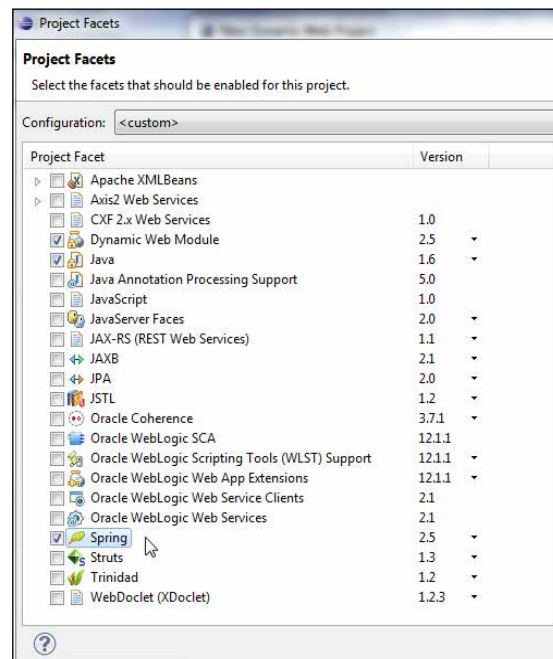 Project Facets
New Dynamic Web Project
Project Facets
Select the facets that should be enabled for this project.
Configuration: <custom>
Project Facet Version
Apache XMLBeans
Axis2 Web Services
CXF 2.x Web Services 1.0
Dynamic Web Module 2.5
Java 1.6
Java Annotation Processing Support 5.0
JavaScript 1.0
JavaServer Faces 2.0
JAX-RS (REST Web Services) 1.1
JAXB 2.1
JPA 2.0
JSTL 1.2
Oracle Coherence 3.7.1
Oracle WebLogic SCA 12.1.1
Oracle WebLogic Scripting Tools (WLST) Support 12.1.1
Oracle WebLogic Web App Extensions 12.1.1
Oracle WebLogic Web Service Clients 2.1
Oracle WebLogic Web Services 2.1
Spring 2.5
Struts 1.3
Trinidad 1.2
WebDoclet (XDoclet) 1.2.3